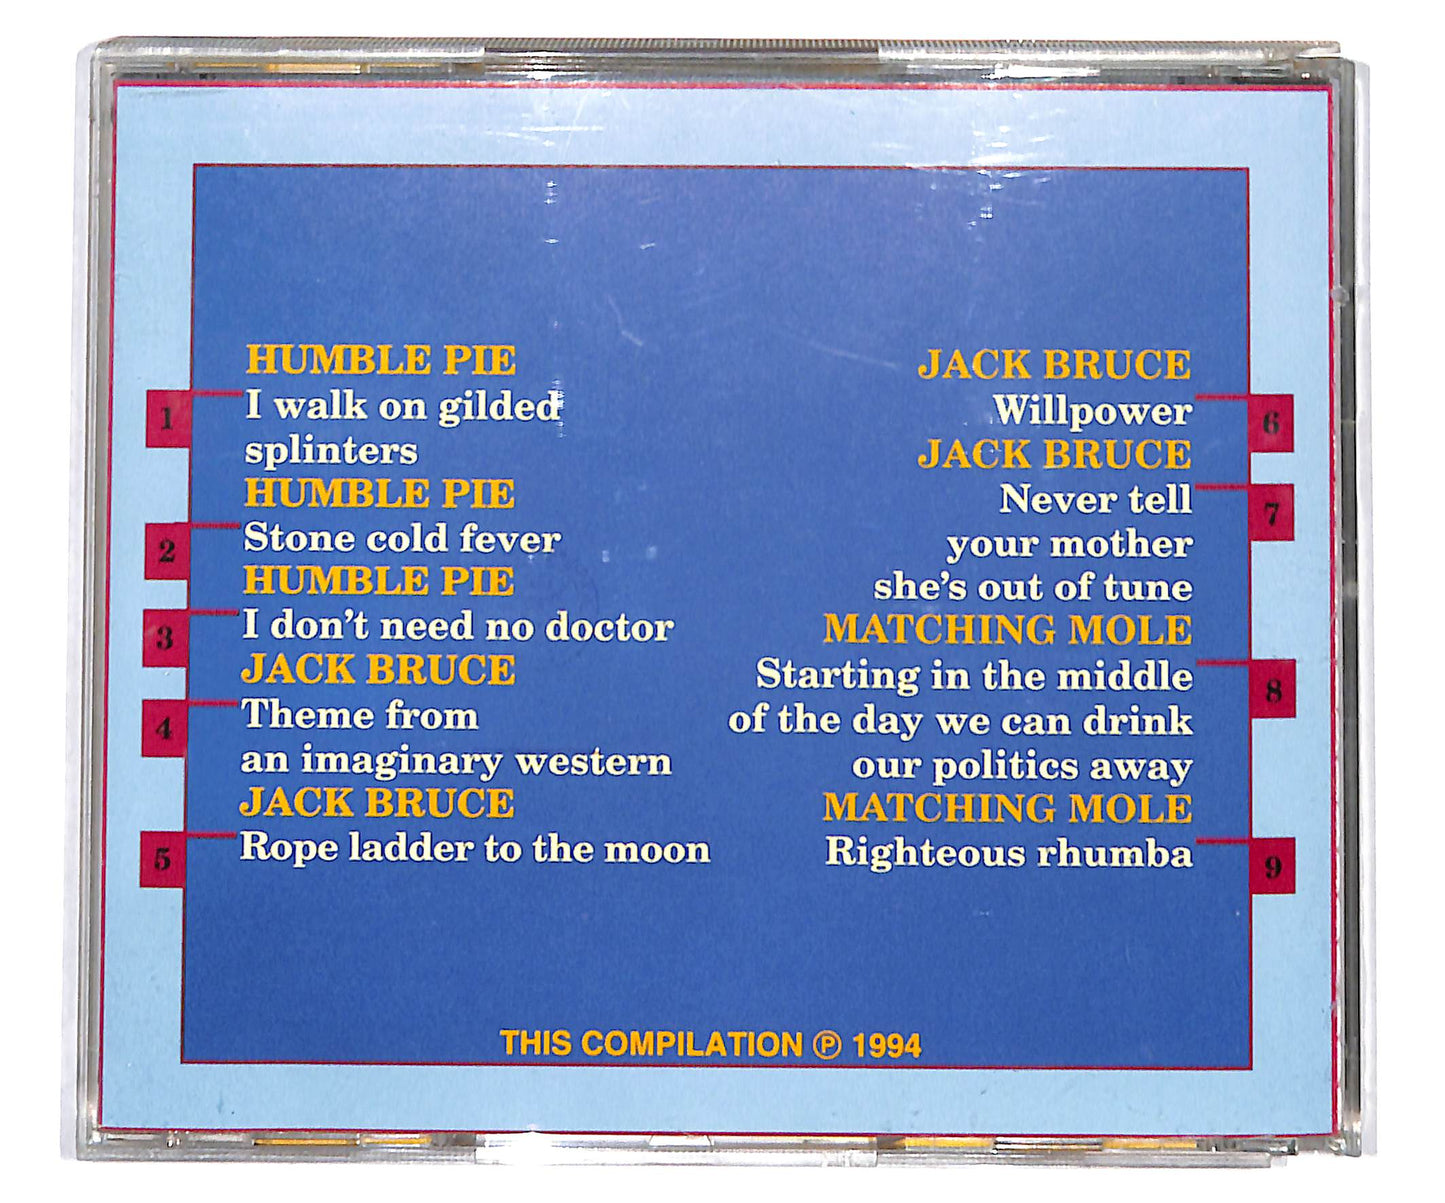 HUMBLE PIE
1 I walk on gilded
splinters
HUMBLE PIE
2 Stone cold fever
HUMBLE PIE
3 I don't need no doctor
JACK BRUCE
4 Theme from
an imaginary western
JACK BRUCE
5 Rope ladder to the moon
JACK BRUCE
Willpower 6
JACK BRUCE
Never tell 7
your mother
she's out of tune
MATCHING MOLE
Starting in the middle 8
of the day we can drink
our politics away
MATCHING MOLE
Righteous rhumba 9
THIS COMPILATION ℗ 1994